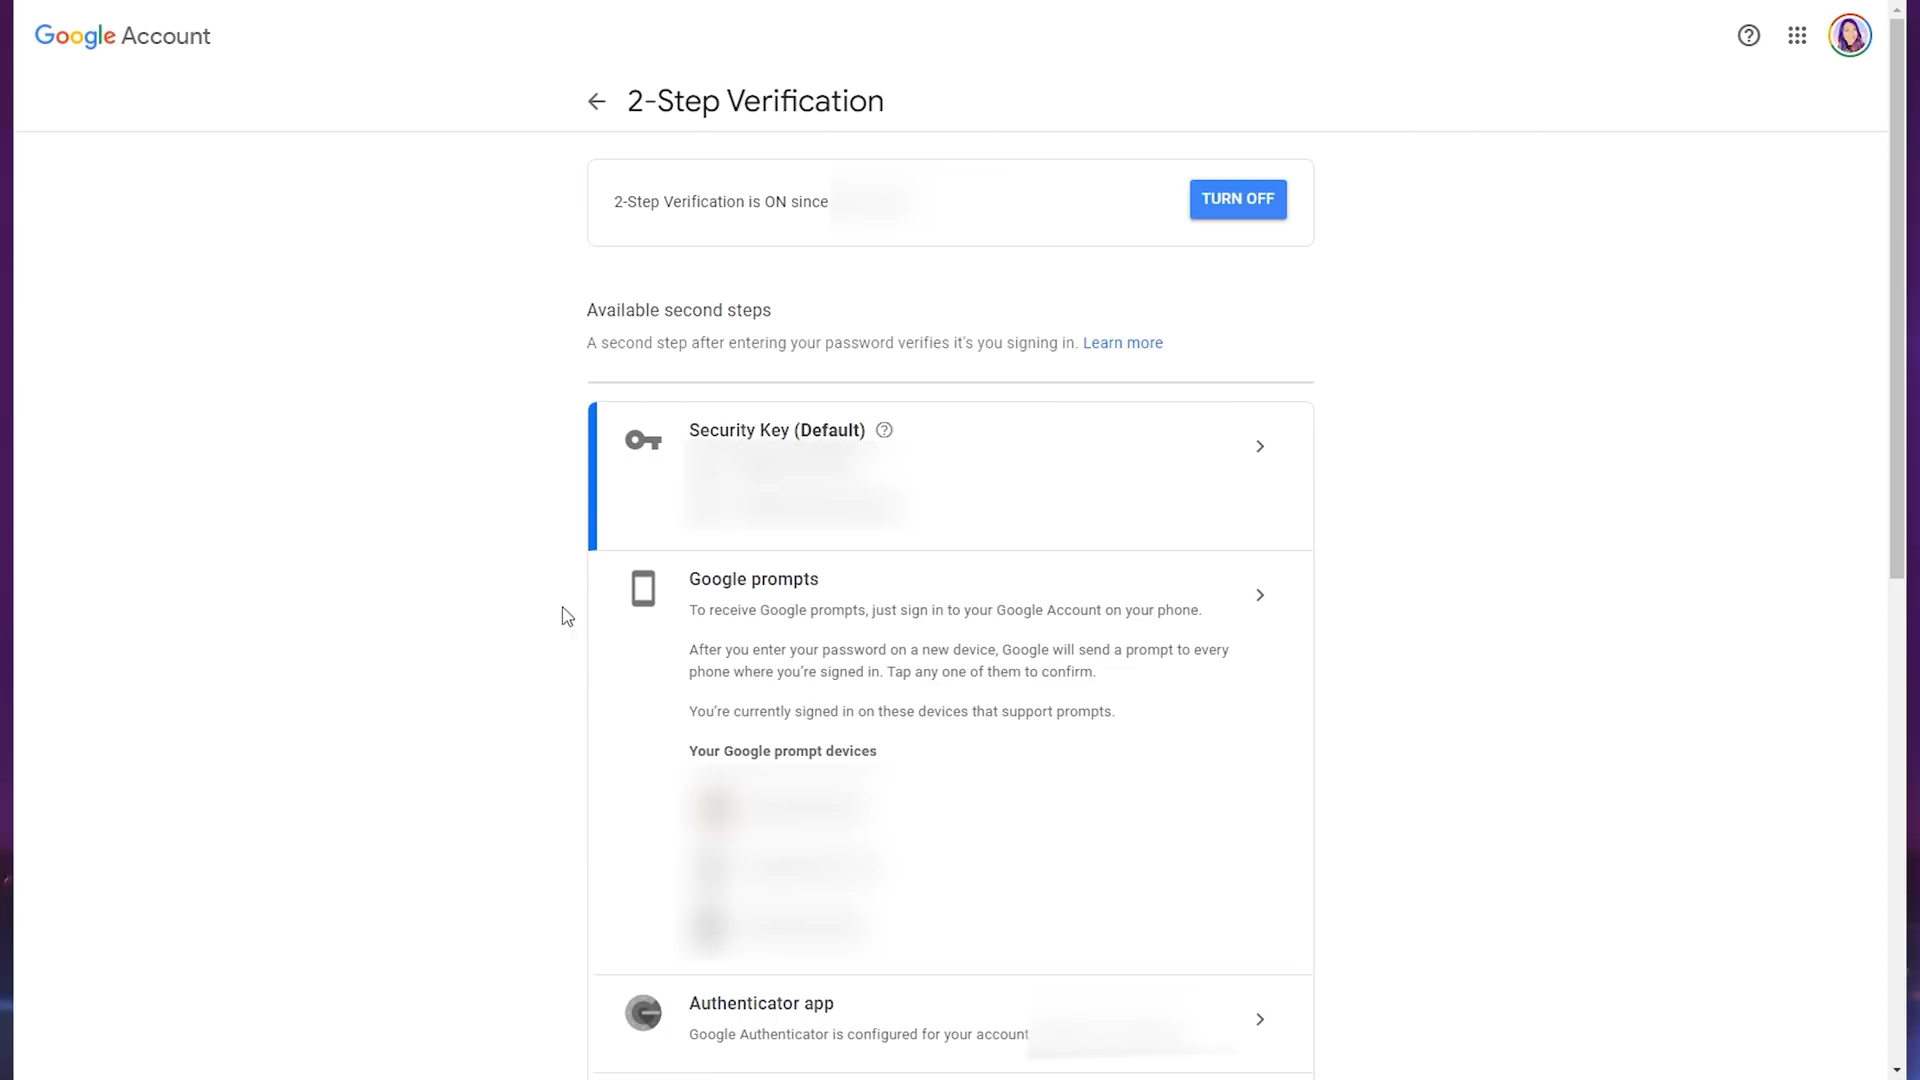 Google Account
2-Step Verification
2-Step Verification is ON since
TURN OFF
Available second steps
A second step after entering your password verifies it's you signing in. Learn more
Security Key (Default)
Google prompts
To receive Google prompts, just sign in to your Google Account on your phone.
After you enter your password on a new device, Google will send a prompt to every
phone where you’re signed in. Tap any one of them to confirm.
You’re currently signed in on these devices that support prompts.
Your Google prompt devices
Authenticator app
Google Authenticator is configured for your account